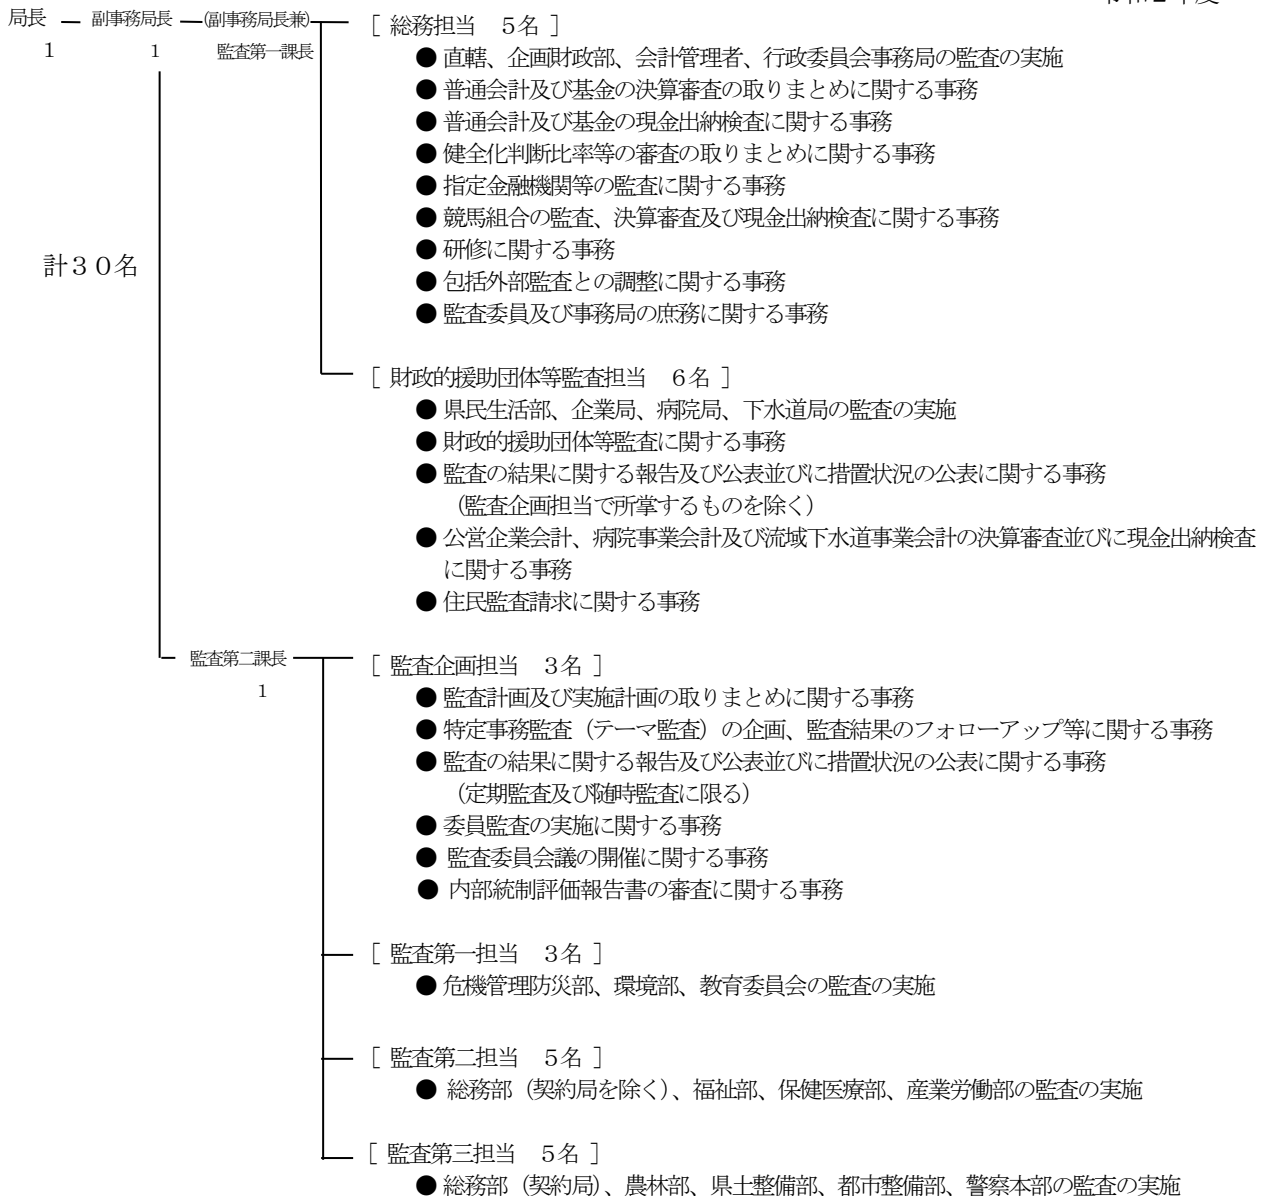 局長 副事務局長 (副事務局長兼) [ 総務担当 5名 ]
1 1 監査第一課長
● 直轄、企画財政部、会計管理者、行政委員会事務局の監査の実施
● 普通会計及び基金の決算審査の取りまとめに関する事務
● 普通会計及び基金の現金出納検査に関する事務
● 健全化判断比率等の審査の取りまとめに関する事務
● 指定金融機関等の監査に関する事務
● 競馬組合の監査、決算審査及び現金出納検査に関する事務
● 研修に関する事務
計30名
● 包括外部監査との調整に関する事務
● 監査委員及び事務局の庶務に関する事務
[ 財政的援助団体等監査担当 6名 ]
● 県民生活部、企業局、病院局、下水道局の監査の実施
● 財政的援助団体等監査に関する事務
● 監査の結果に関する報告及び公表並びに措置状況の公表に関する事務
(監査企画担当で所掌するものを除く)
● 公営企業会計、病院事業会計及び流域下水道事業会計の決算審査並びに現金出納検査
に関する事務
● 住民監査請求に関する事務
監査第二課長 [ 監査企画担当 3名 ]
1
● 監査計画及び実施計画の取りまとめに関する事務
● 特定事務監査(テーマ監査)の企画、監査結果のフォローアップ等に関する事務
● 監査の結果に関する報告及び公表並びに措置状況の公表に関する事務
(定期監査及び随時監査に限る)
● 委員監査の実施に関する事務
● 監査委員会議の開催に関する事務
● 内部統制評価報告書の審査に関する事務
[ 監査第一担当 3名 ]
● 危機管理防災部、環境部、教育委員会の監査の実施
[ 監査第二担当 5名 ]
● 総務部(契約局を除く)、福祉部、保健医療部、産業労働部の監査の実施
[ 監査第三担当 5名 ]
● 総務部(契約局)、農林部、県土整備部、都市整備部、警察本部の監査の実施